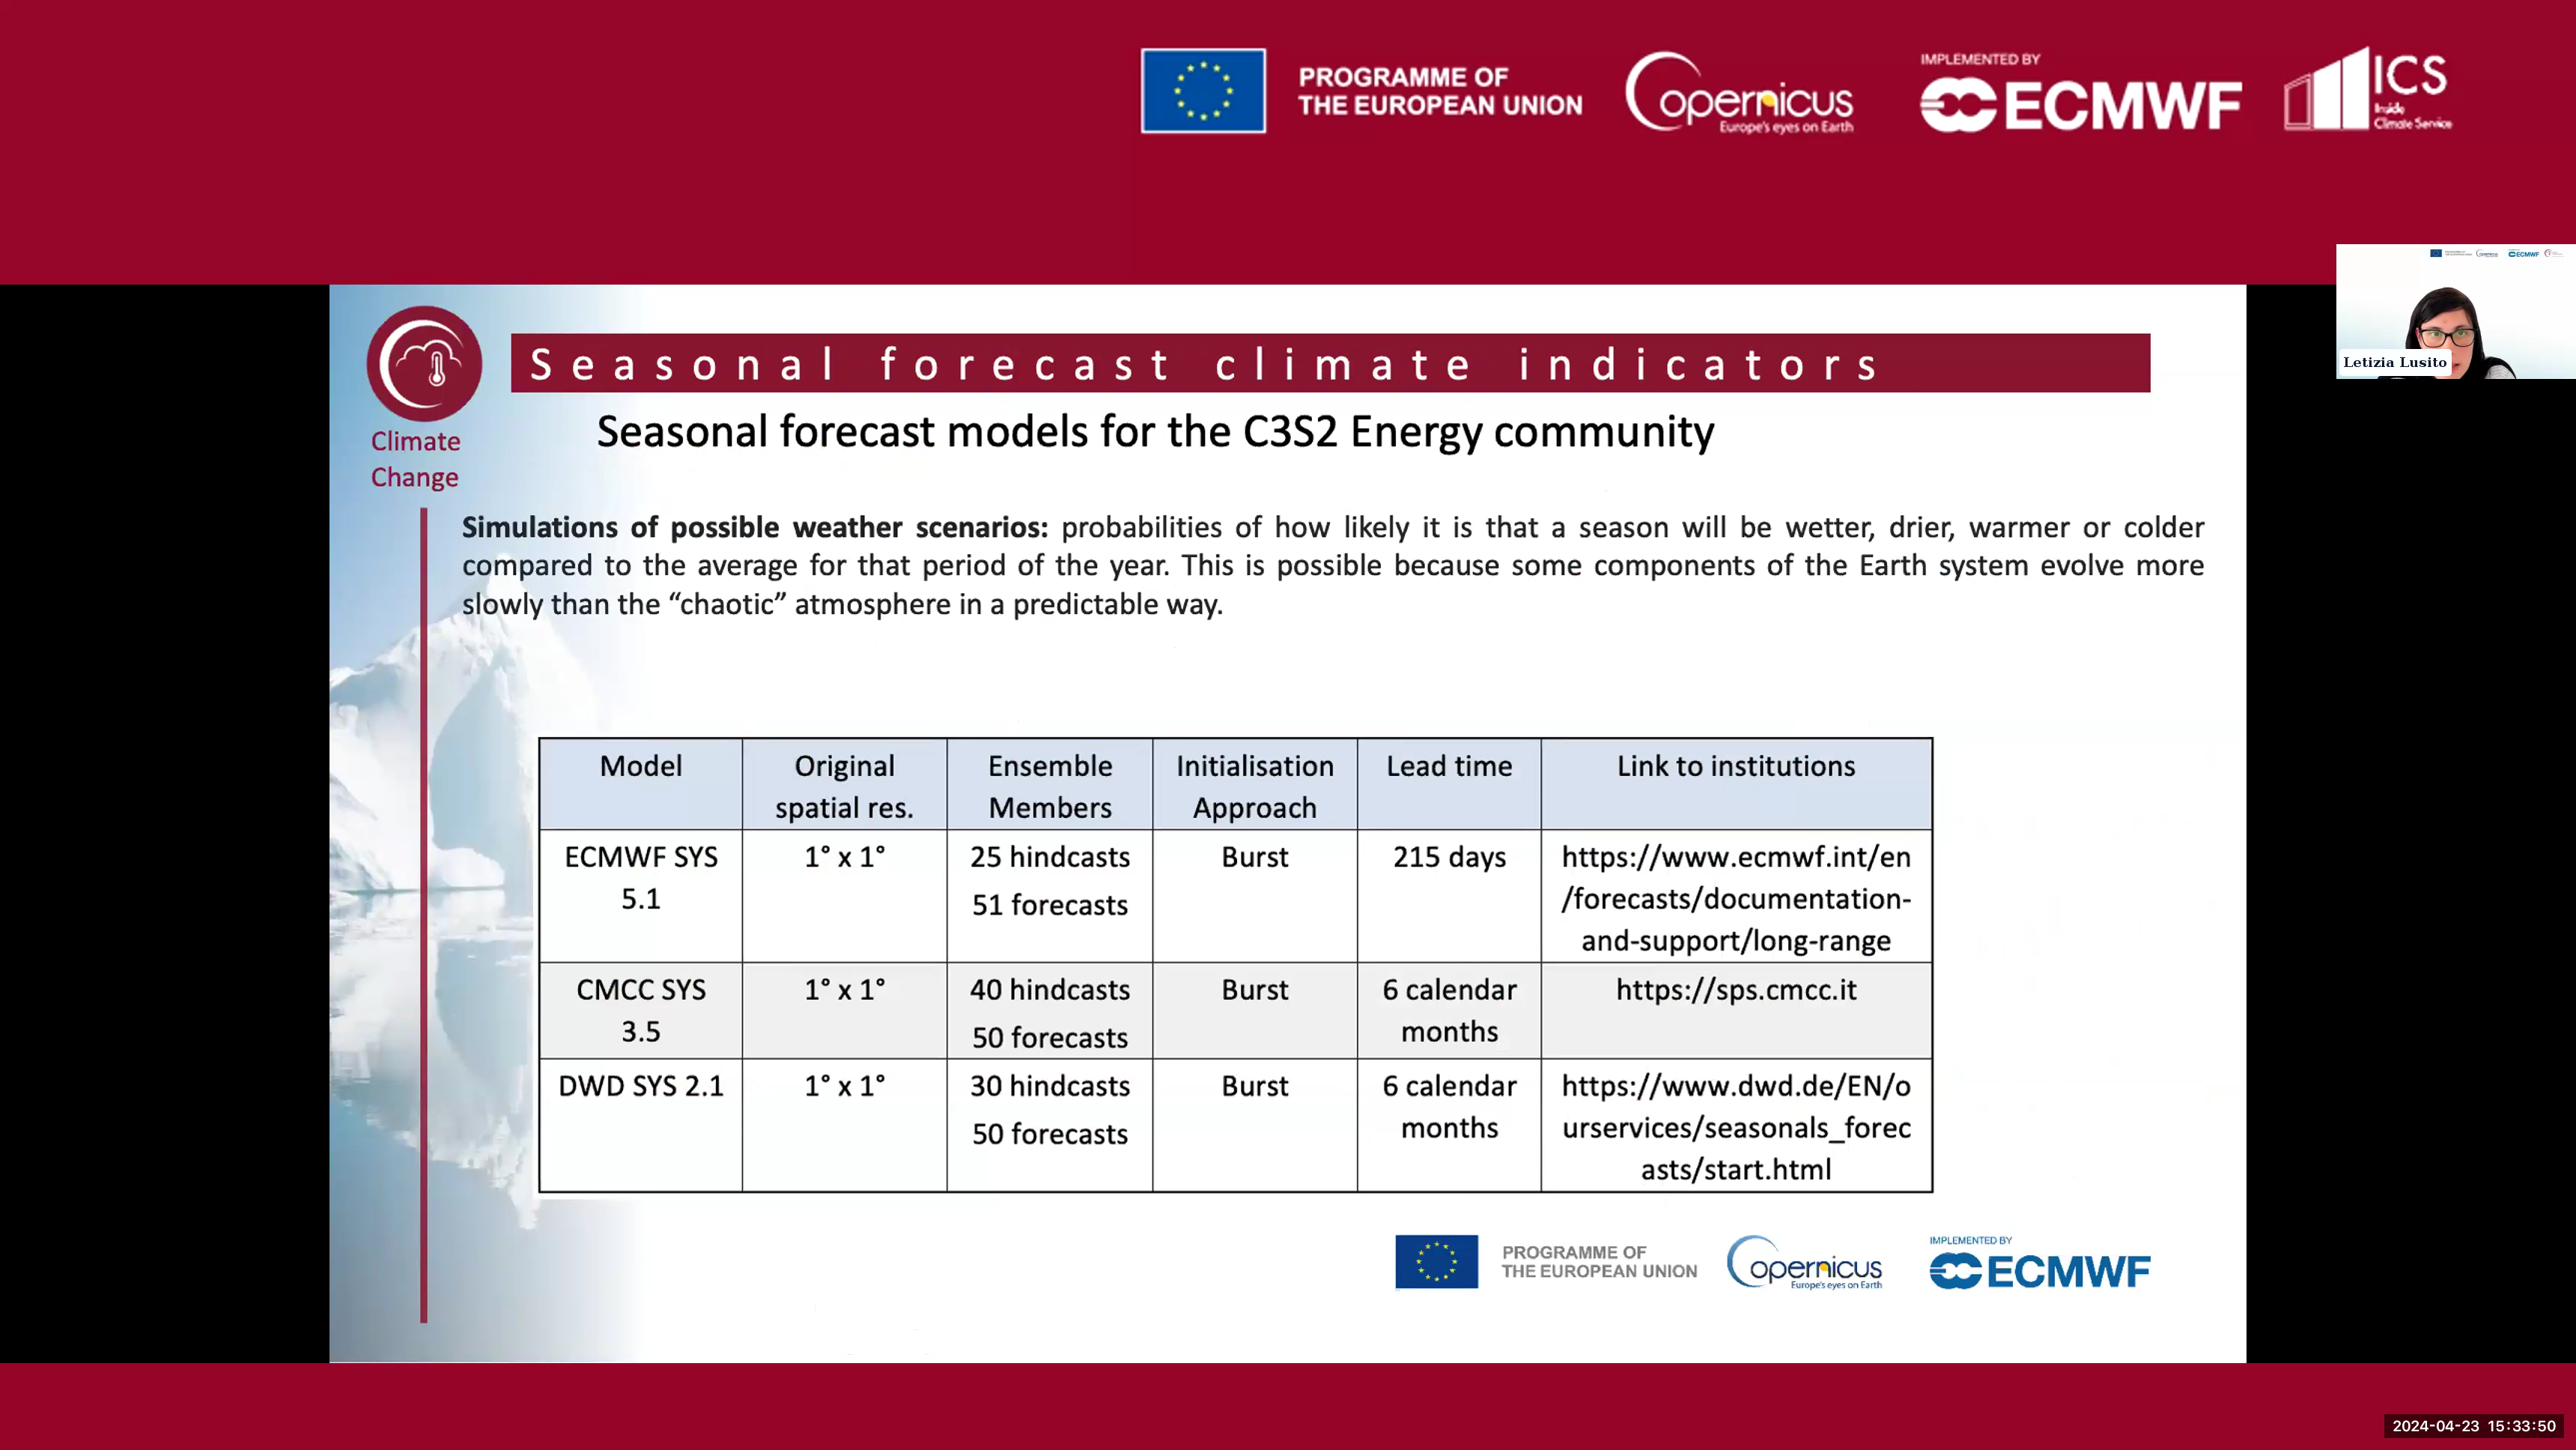 PROGRAMME OF
THE EUROPEAN UNION
Copernicus
Europe's eyes on Earth
IMPLEMENTED BY
ECMWF
ICS
Inside
Climate Service
ECMWF
Letizia Lusito
Climate
Change
Seasonal forecast climate indicators
Seasonal forecast models for the C3S2 Energy community
Simulations of possible weather scenarios: probabilities of how likely it is that a season will be wetter, drier, warmer or colder
compared to the average for that period of the year. This is possible because some components of the Earth system evolve more
slowly than the “chaotic” atmosphere in a predictable way.
Model
Original
spatial res.
Ensemble
Members
Initialisation
Approach
Lead time
Link to institutions
ECMWF SYS
5.1
1° x 1°
25 hindcasts
51 forecasts
Burst
215 days
https://www.ecmwf.int/en
/forecasts/documentation-
and-support/long-range
CMCC SYS
3.5
1° x 1°
40 hindcasts
50 forecasts
Burst
6 calendar
months
https://sps.cmcc.it
DWD SYS 2.1
1° x 1°
30 hindcasts
50 forecasts
Burst
6 calendar
months
https://www.dwd.de/EN/o
urservices/seasonals_forec
asts/start.html
PROGRAMME OF
THE EUROPEAN UNION
Copernicus
Europe's eyes on Earth
IMPLEMENTED BY
ECMWF
2024-04-23 15:33:50